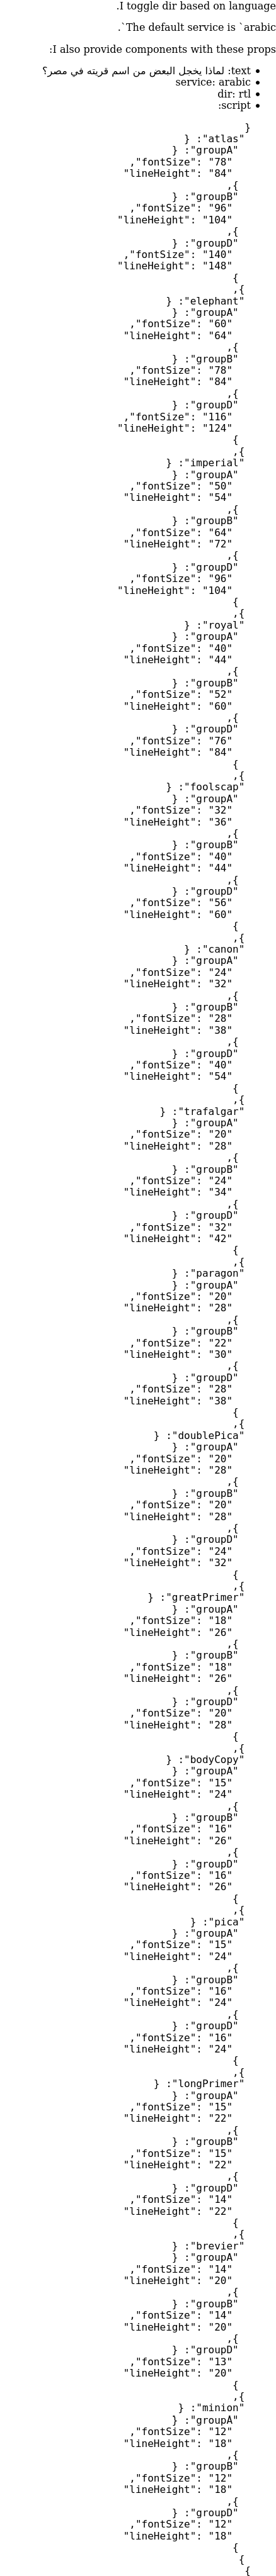 I toggle dir based on language.
The default service is `arabic`.
I also provide components with these props:
text: لماذا يخجل البعض من اسم قريته في مصر؟
service: arabic
dir: rtl
script:
{
"atlas": {
"groupA": {
"fontSize": "78",
"lineHeight": "84"
},
"groupB": {
"fontSize": "96",
"lineHeight": "104"
},
"groupD": {
"fontSize": "140",
"lineHeight": "148"
}
},
"elephant": {
"groupA": {
"fontSize": "60",
"lineHeight": "64"
},
"groupB": {
"fontSize": "78",
"lineHeight": "84"
},
"groupD": {
"fontSize": "116",
"lineHeight": "124"
}
},
"imperial": {
"groupA": {
"fontSize": "50",
"lineHeight": "54"
},
"groupB": {
"fontSize": "64",
"lineHeight": "72"
},
"groupD": {
"fontSize": "96",
"lineHeight": "104"
}
},
"royal": {
"groupA": {
"fontSize": "40",
"lineHeight": "44"
},
"groupB": {
"fontSize": "52",
"lineHeight": "60"
},
"groupD": {
"fontSize": "76",
"lineHeight": "84"
}
},
"foolscap": {
"groupA": {
"fontSize": "32",
"lineHeight": "36"
},
"groupB": {
"fontSize": "40",
"lineHeight": "44"
},
"groupD": {
"fontSize": "56",
"lineHeight": "60"
}
},
"canon": {
"groupA": {
"fontSize": "24",
"lineHeight": "32"
},
"groupB": {
"fontSize": "28",
"lineHeight": "38"
},
"groupD": {
"fontSize": "40",
"lineHeight": "54"
}
},
"trafalgar": {
"groupA": {
"fontSize": "20",
"lineHeight": "28"
},
"groupB": {
"fontSize": "24",
"lineHeight": "34"
},
"groupD": {
"fontSize": "32",
"lineHeight": "42"
}
},
"paragon": {
"groupA": {
"fontSize": "20",
"lineHeight": "28"
},
"groupB": {
"fontSize": "22",
"lineHeight": "30"
},
"groupD": {
"fontSize": "28",
"lineHeight": "38"
}
},
"doublePica": {
"groupA": {
"fontSize": "20",
"lineHeight": "28"
},
"groupB": {
"fontSize": "20",
"lineHeight": "28"
},
"groupD": {
"fontSize": "24",
"lineHeight": "32"
}
},
"greatPrimer": {
"groupA": {
"fontSize": "18",
"lineHeight": "26"
},
"groupB": {
"fontSize": "18",
"lineHeight": "26"
},
"groupD": {
"fontSize": "20",
"lineHeight": "28"
}
},
"bodyCopy": {
"groupA": {
"fontSize": "15",
"lineHeight": "24"
},
"groupB": {
"fontSize": "16",
"lineHeight": "26"
},
"groupD": {
"fontSize": "16",
"lineHeight": "26"
}
},
"pica": {
"groupA": {
"fontSize": "15",
"lineHeight": "24"
},
"groupB": {
"fontSize": "16",
"lineHeight": "24"
},
"groupD": {
"fontSize": "16",
"lineHeight": "24"
}
},
"longPrimer": {
"groupA": {
"fontSize": "15",
"lineHeight": "22"
},
"groupB": {
"fontSize": "15",
"lineHeight": "22"
},
"groupD": {
"fontSize": "14",
"lineHeight": "22"
}
},
"brevier": {
"groupA": {
"fontSize": "14",
"lineHeight": "20"
},
"groupB": {
"fontSize": "14",
"lineHeight": "20"
},
"groupD": {
"fontSize": "13",
"lineHeight": "20"
}
},
"minion": {
"groupA": {
"fontSize": "12",
"lineHeight": "18"
},
"groupB": {
"fontSize": "12",
"lineHeight": "18"
},
"groupD": {
"fontSize": "12",
"lineHeight": "18"
}
}
}